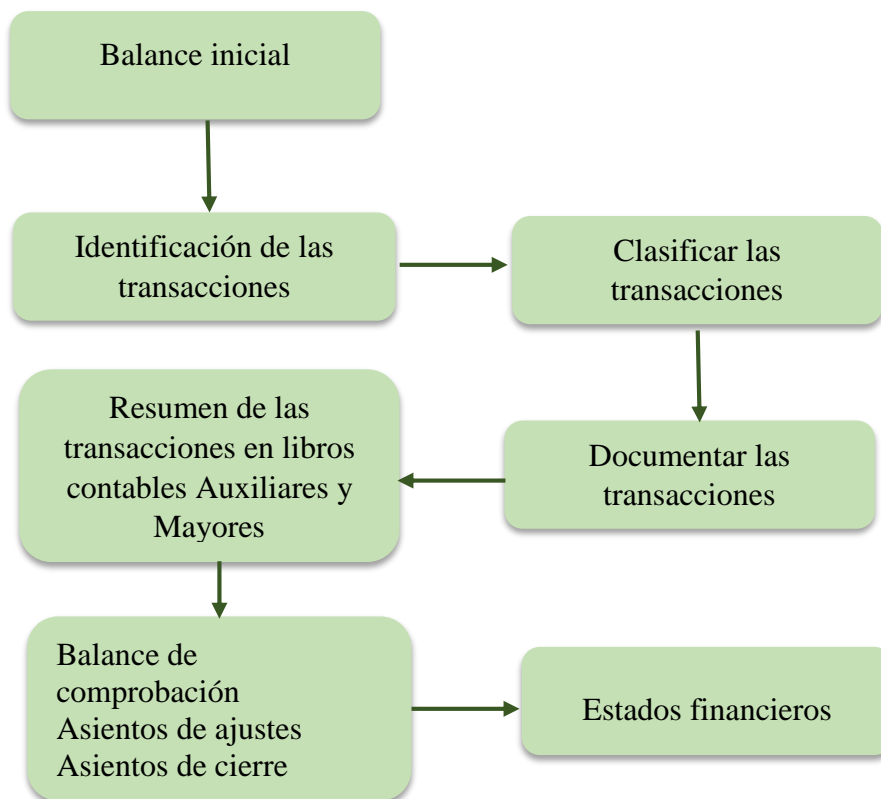 Balance inicial
Identificación de las
transacciones
Clasificar las
transacciones
Documentar las
transacciones
Resumen de las
transacciones en libros
contables Auxiliares y
Mayores
Balance de
comprobación
Asientos de ajustes
Asientos de cierre
Estados financieros